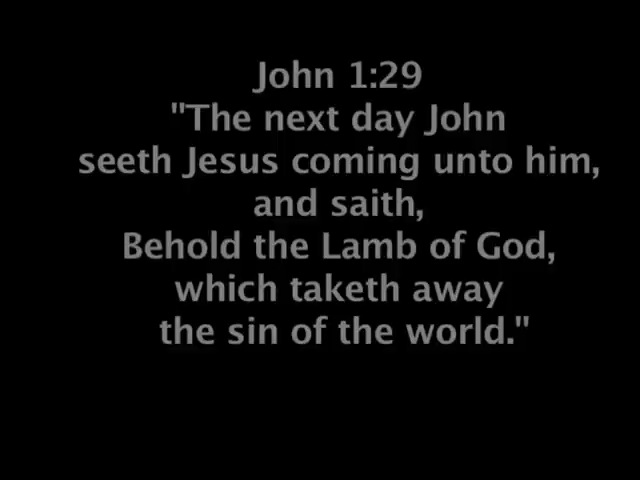 John 1:29
"The next day John
seeth Jesus coming unto him,
and saith,
Behold the Lamb of God,
which taketh away
the sin of the world."